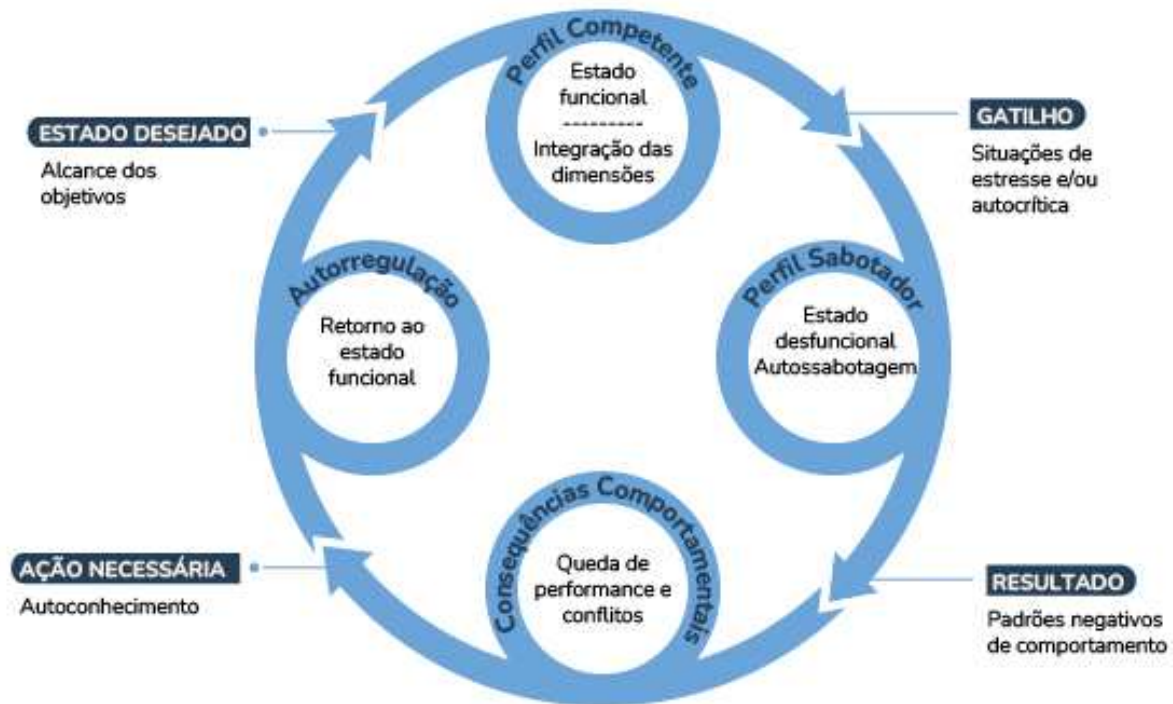 Perfil Competente
Estado
funcional
---------
Integração das
dimensões
GATILHO
Situações de
estresse e/ou
autocrítica
Perfil Sabotador
Estado
desfuncional
Autossabotagem
RESULTADO
Padrões negativos
de comportamento
Consequências Comportamentais
Queda de
performance e
conflitos
AÇÃO NECESSÁRIA
Autoconhecimento
Autorregulação
Retorno ao
estado
funcional
ESTADO DESEJADO
Alcance dos
objetivos